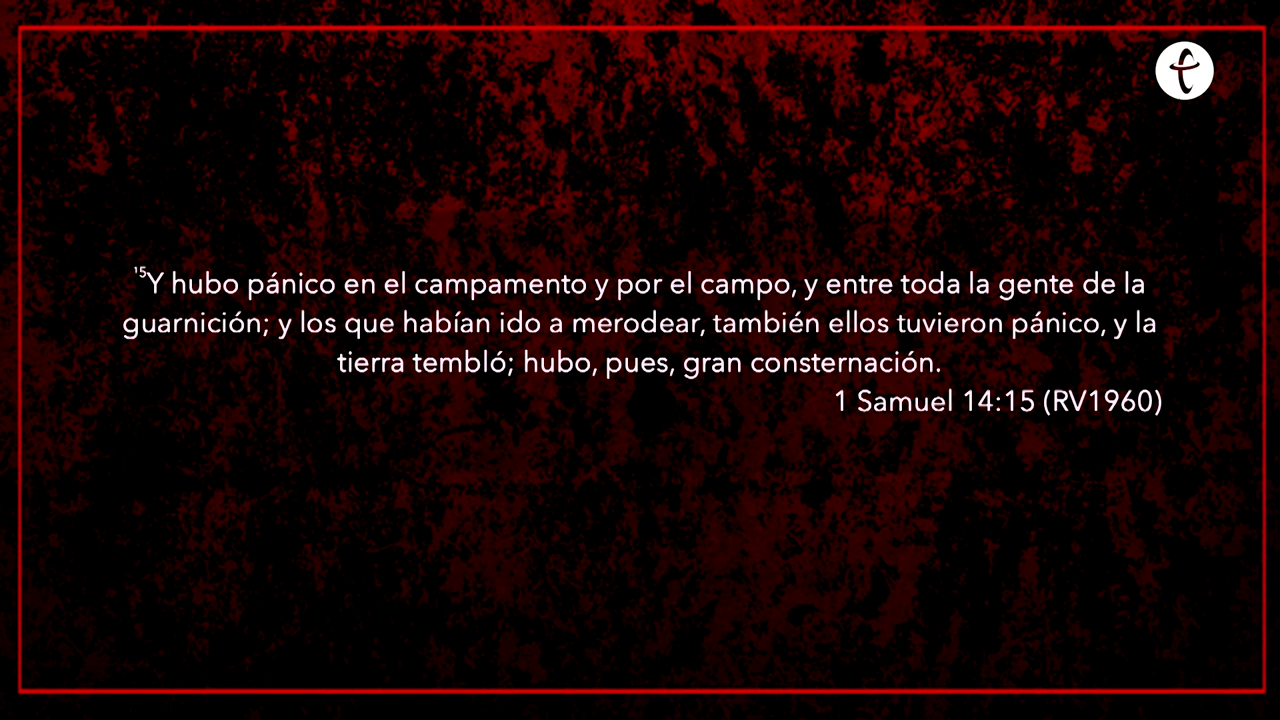 ¹⁵Y hubo pánico en el campamento y por el campo, y entre toda la gente de la
guarnición; y los que habían ido a merodear, también ellos tuvieron pánico, y la
tierra tembló; hubo, pues, gran consternación.
1 Samuel 14:15 (RV1960)